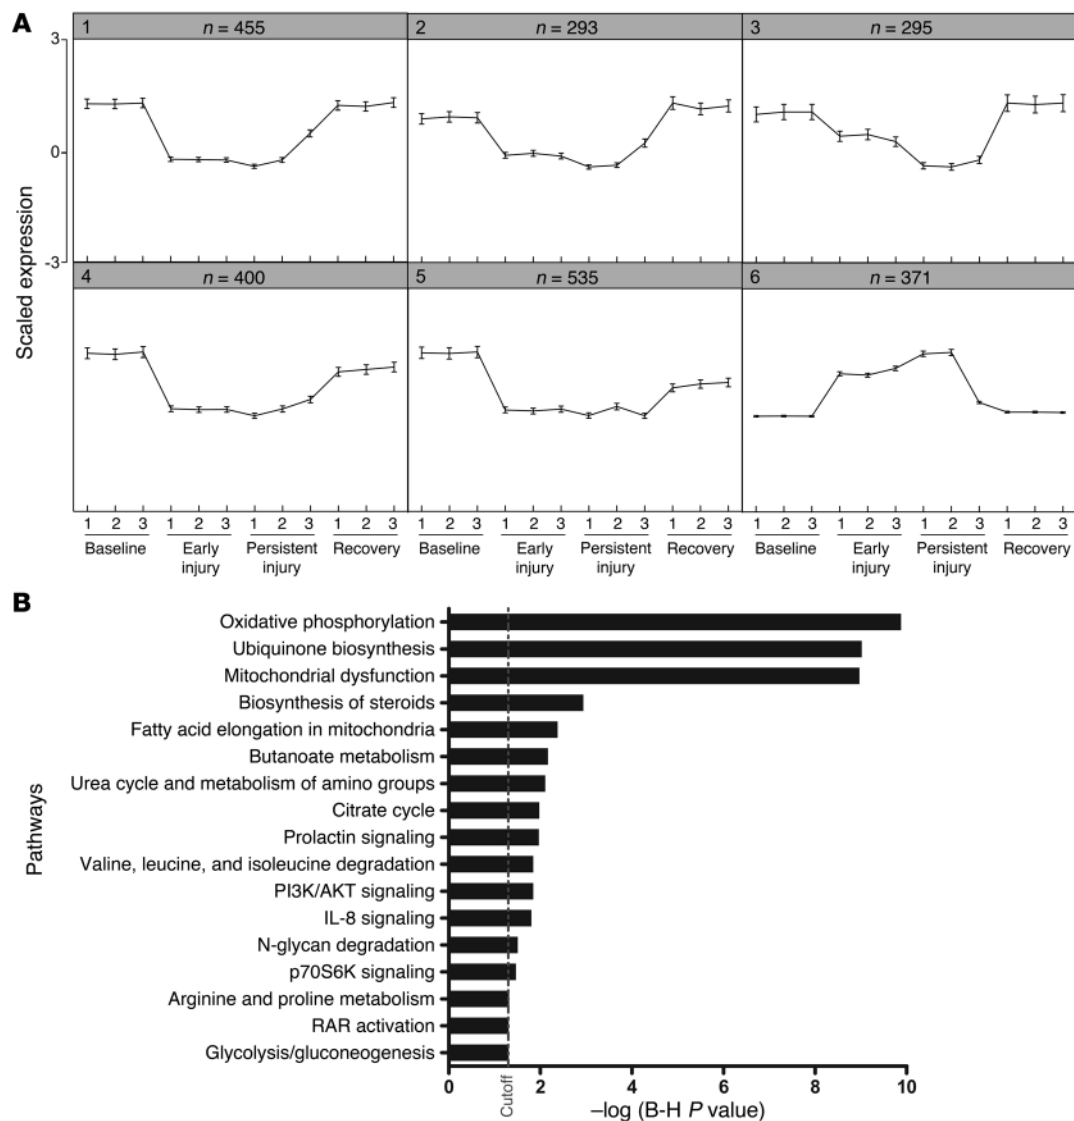 A
1 n = 455
2 n = 293
3 n = 295
3
0
-3
Scaled expression
4 n = 400
5 n = 535
6 n = 371
1 2 3 1 2 3 1 2 3 1 2 3
Baseline Early injury Persistent injury Recovery
1 2 3 1 2 3 1 2 3 1 2 3
Baseline Early injury Persistent injury Recovery
1 2 3 1 2 3 1 2 3 1 2 3
Baseline Early injury Persistent injury Recovery
B
Pathways
Oxidative phosphorylation
Ubiquinone biosynthesis
Mitochondrial dysfunction
Biosynthesis of steroids
Fatty acid elongation in mitochondria
Butanoate metabolism
Urea cycle and metabolism of amino groups
Citrate cycle
Prolactin signaling
Valine, leucine, and isoleucine degradation
PI3K/AKT signaling
IL-8 signaling
N-glycan degradation
p70S6K signaling
Arginine and proline metabolism
RAR activation
Glycolysis/gluconeogenesis
0 2 4 6 8 10
Cutoff
–log (B-H P value)